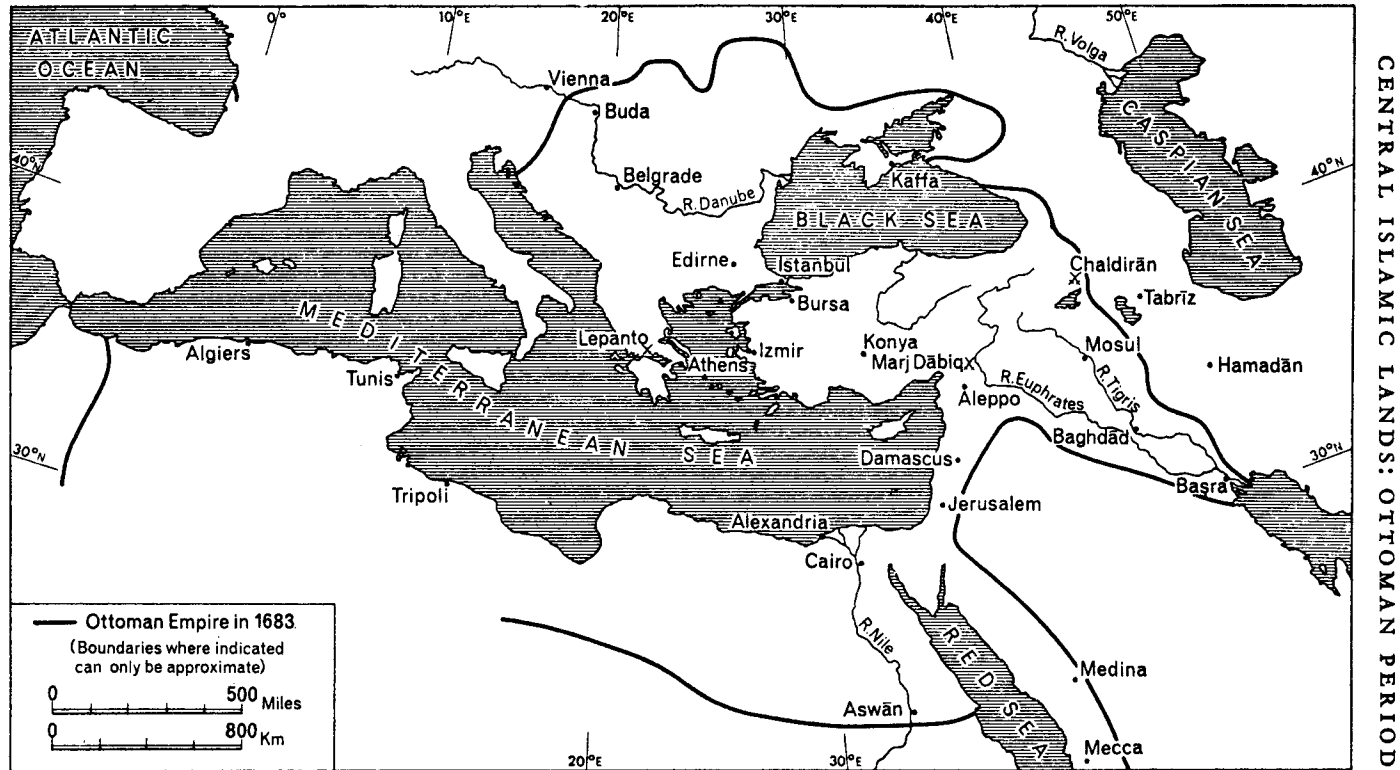 0°
10°E
20°E
30°E
40°E
50°E
ATLANTIC
OCEAN
R.Volga
Vienna
Buda
CASPIAN SEA
40°N
40°N
Belgrade
R.Danube
Kaffa
BLACK SEA
Edirne
Istanbūl
Chaldirān
Bursa
Tabrīz
MEDITERRANEAN SEA
Lepanto
Konya
Mosul
Algiers
Athens
Izmir
Marj Dābiq
Hamadān
Tunis
R.Euphrates
R.Tigris
Aleppo
30°N
Baghdād
30°N
Damascus
Baṣra
Tripoli
Jerusalem
Alexandria
Cairo
Ottoman Empire in 1683
(Boundaries where indicated
can only be approximate)
0 500 Miles
0 800 Km
R.Nile
RED SEA
Medina
Aswān
Mecca
20°E
30°E
CENTRAL ISLAMIC LANDS: OTTOMAN PERIOD